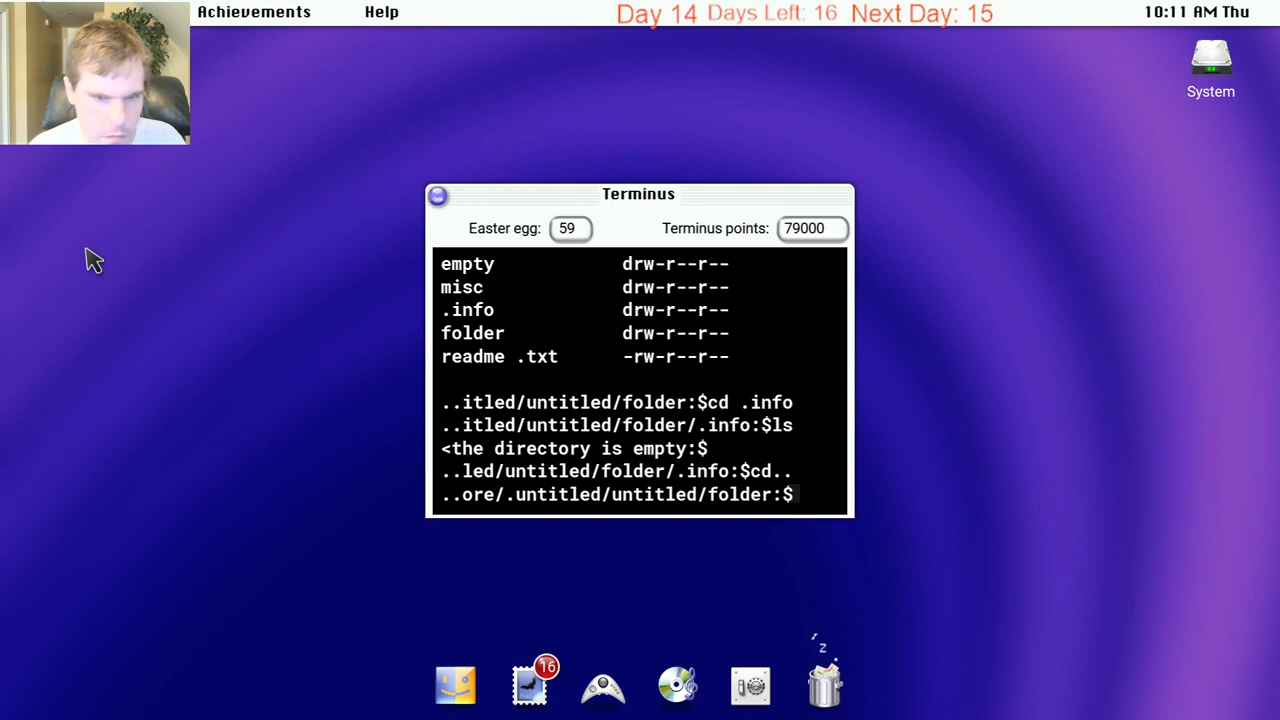 Achievements Help Day 14 Days Left: 16 Next Day: 15 10:11 AM Thu
System
Terminus
Easter egg: 59 Terminus points: 79000
empty drw-r--r--
misc drw-r--r--
.info drw-r--r--
folder drw-r--r--
readme .txt -rw-r--r--
..itled/untitled/folder:$cd .info
..itled/untitled/folder/.info:$ls
<the directory is empty:$
..led/untitled/folder/.info:$cd..
..ore/.untitled/untitled/folder:$
16
z